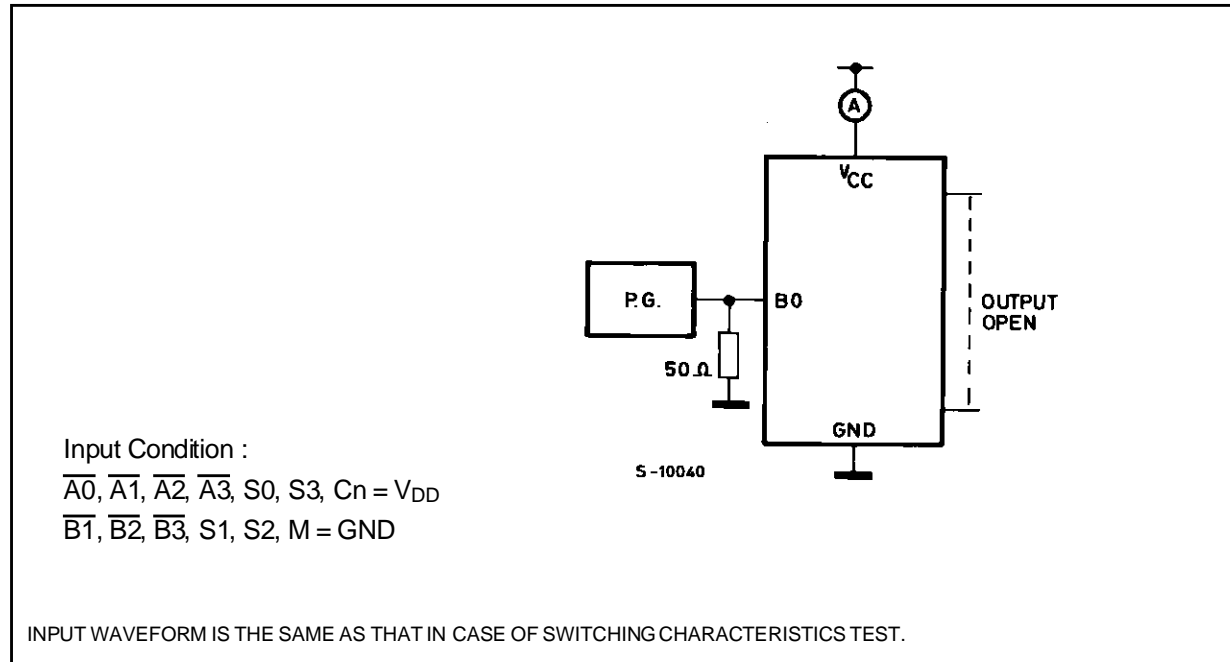 A
VCC
P.G.
B0
OUTPUT
OPEN
50Ω
GND
S-10040
Input Condition :
A0, A1, A2, A3, S0, S3, Cn = VDD
B1, B2, B3, S1, S2, M = GND
INPUT WAVEFORM IS THE SAME AS THAT IN CASE OF SWITCHING CHARACTERISTICS TEST.